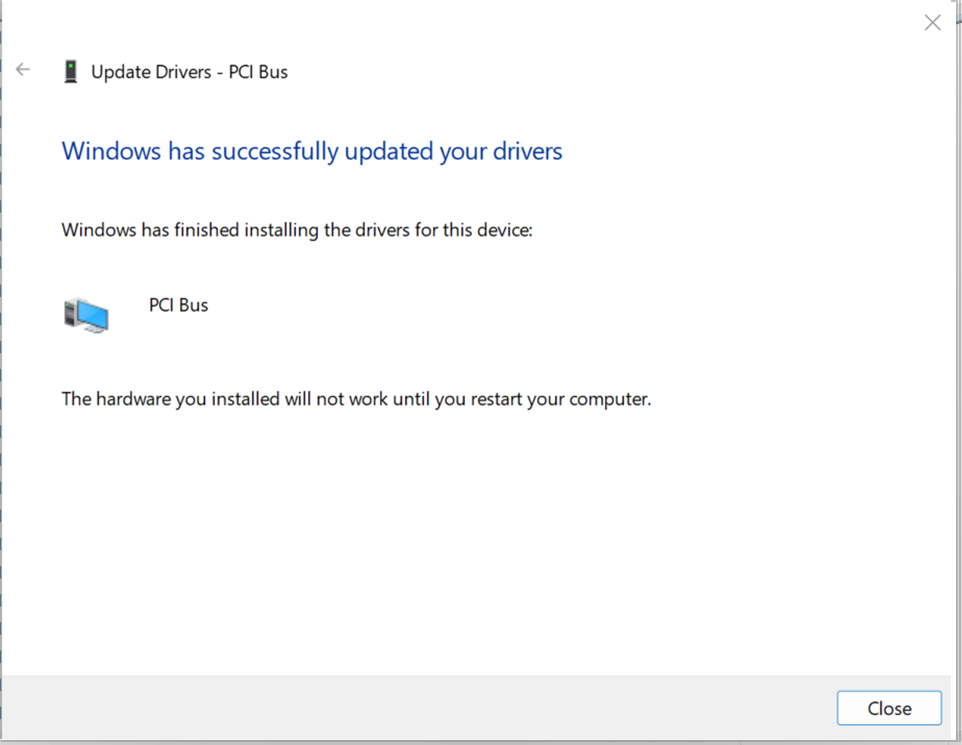 Update Drivers - PCI Bus
Windows has successfully updated your drivers
Windows has finished installing the drivers for this device:
PCI Bus
The hardware you installed will not work until you restart your computer.
Close